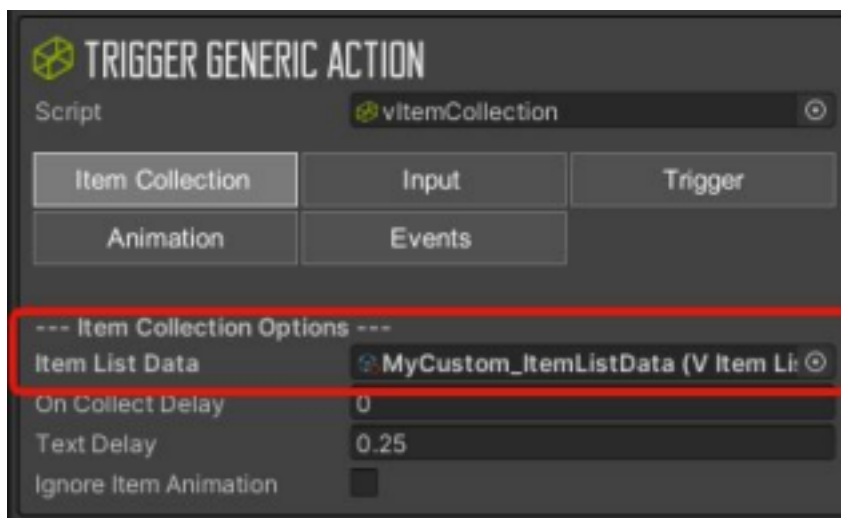 TRIGGER GENERIC ACTION
Script vItemCollection
Item Collection Input Trigger
Animation Events
--- Item Collection Options ---
Item List Data MyCustom_ItemListData (V Item Li
On Collect Delay 0
Text Delay 0.25
Ignore Item Animation